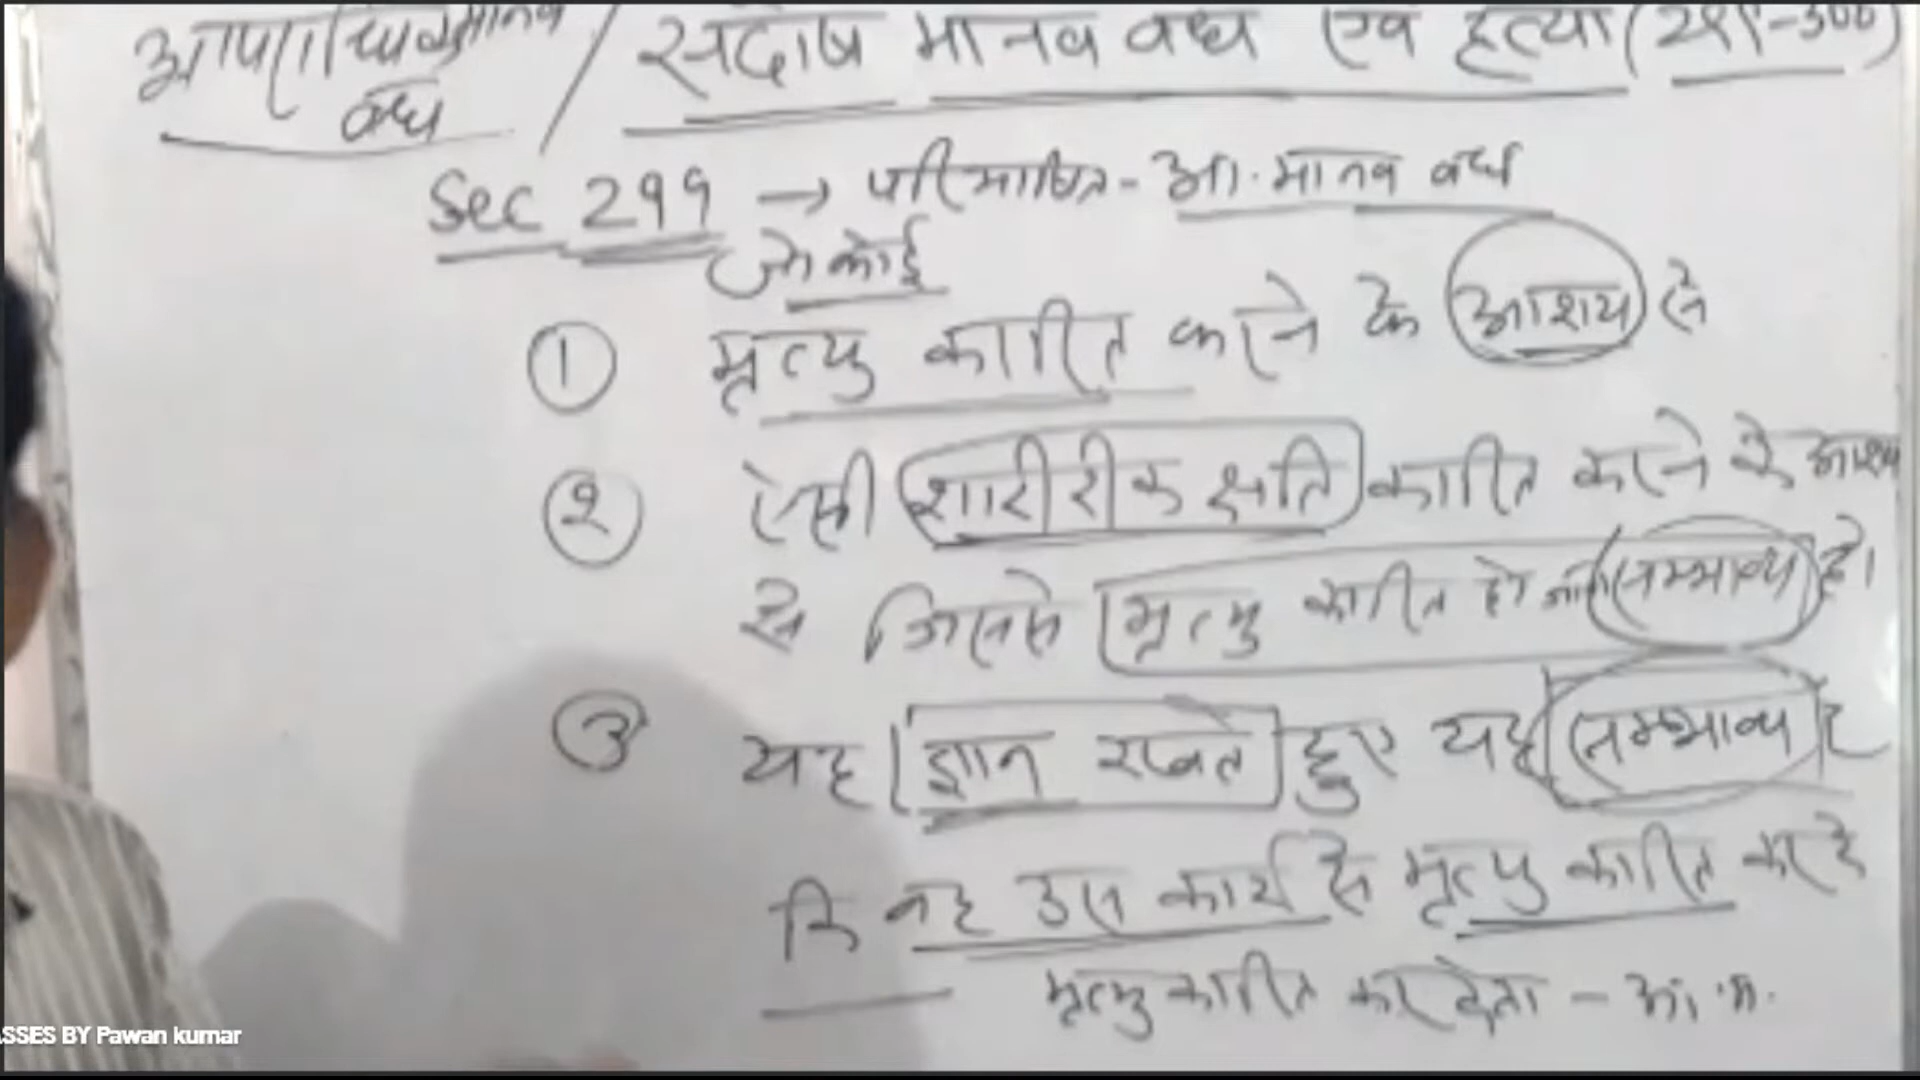 आपराधिक मानव / सदोष मानव वध एवं हत्या (299-300)
वध
Sec 299 → परिभाषित - आ. मानव वध
जो कोई
① मृत्यु कारित करने के आशय से
② ऐसी शारीरीक क्षति कारित करने के आशय
से जिससे मृत्यु कारित हो जाना सम्भाव्य है।
③ यह ज्ञान रखते हुए यह सम्भाव्य है
कि वह उस कार्य से मृत्यु कारित कर दे
मृत्यु कारित कर देता - आ. म.
SSES BY Pawan kumar